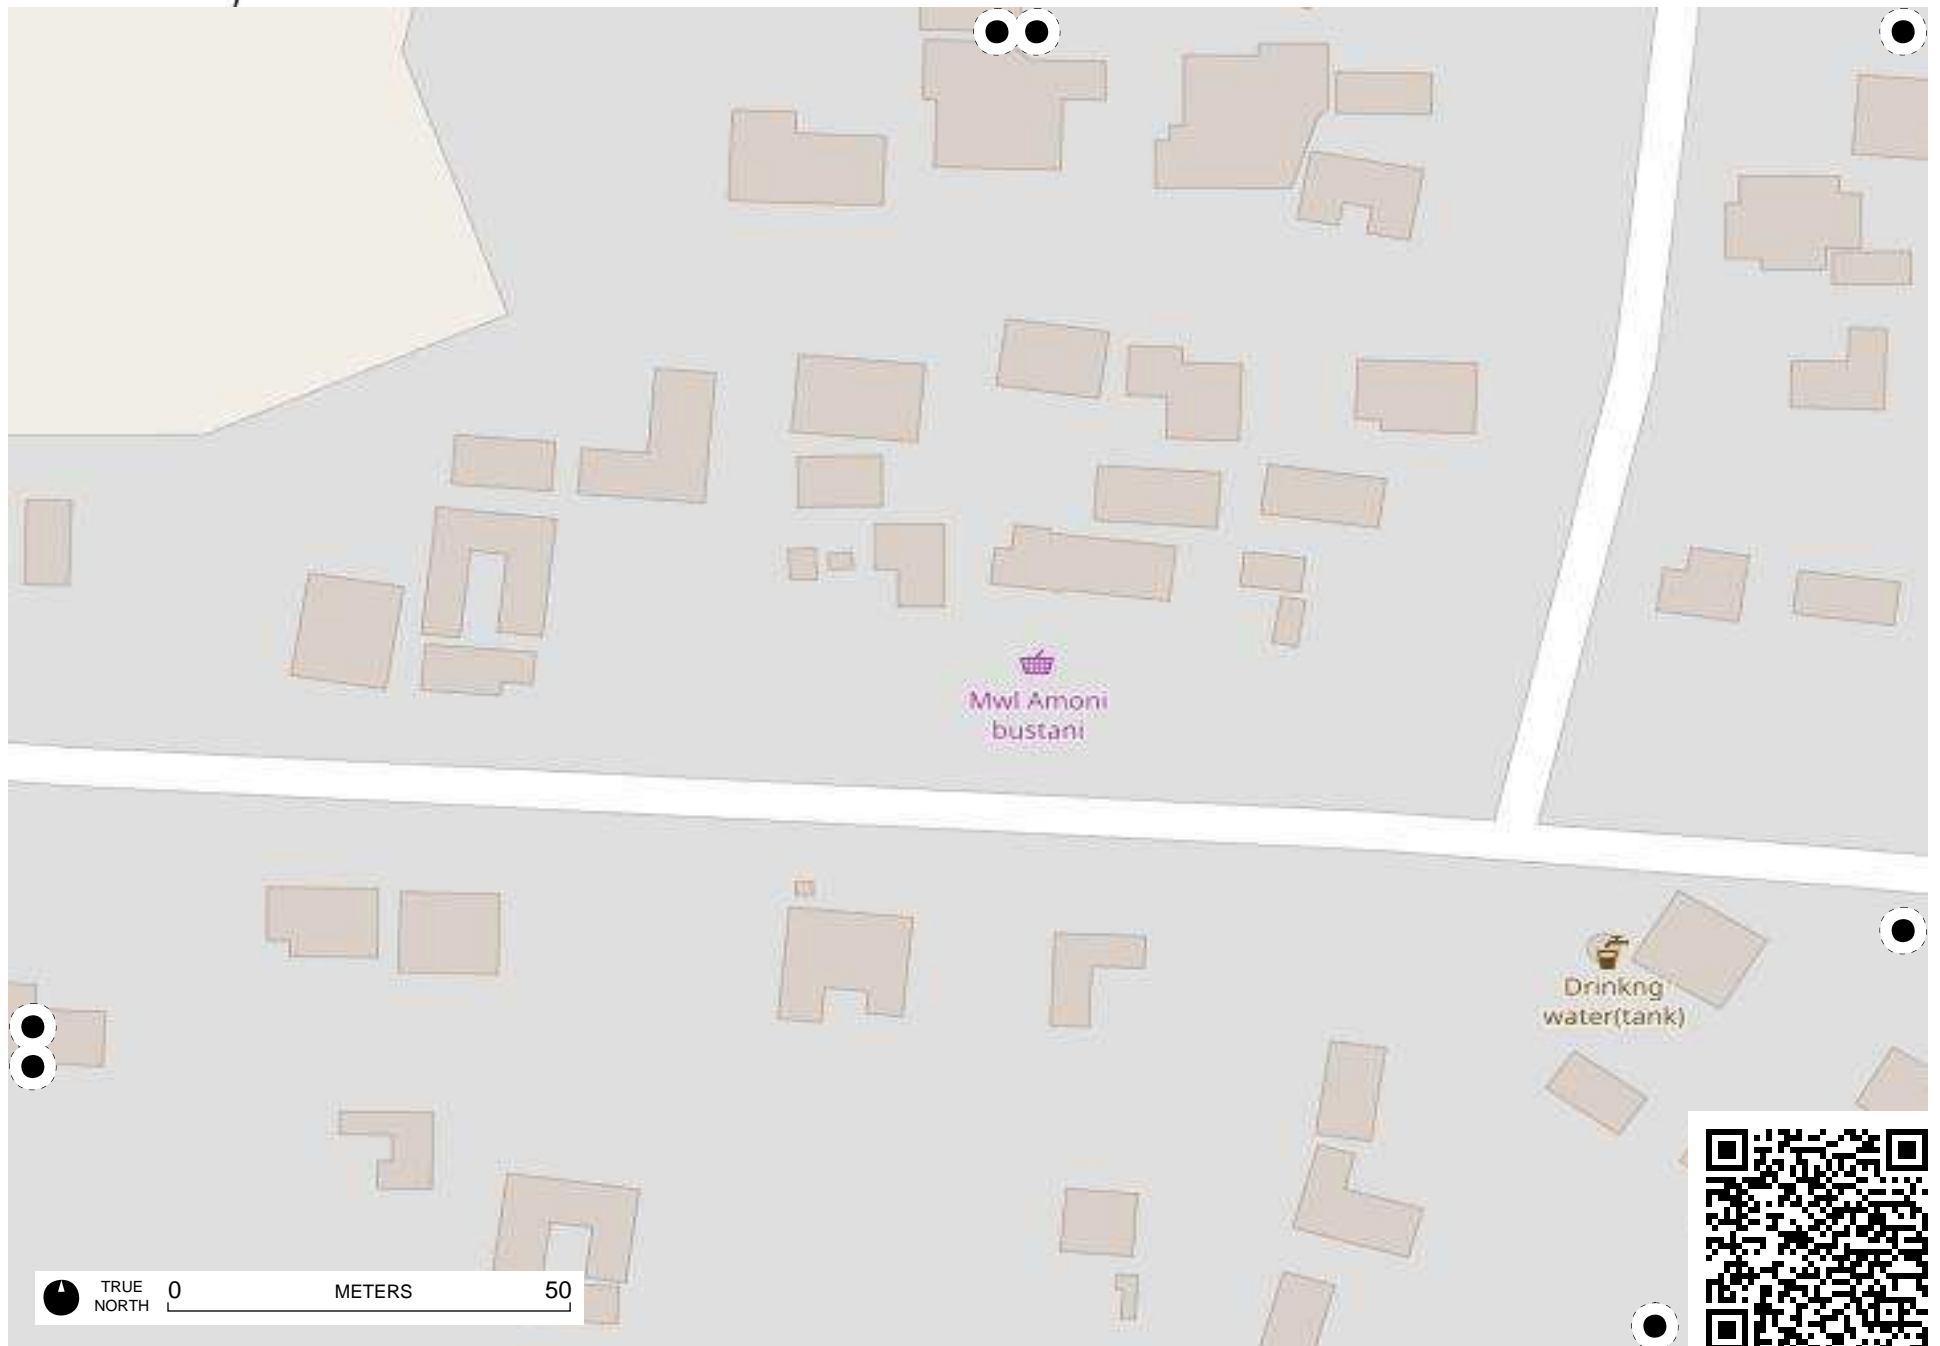 Mwl Amoni
bustani
Drinkng
water(tank)
TRUE
NORTH
0 METERS 50